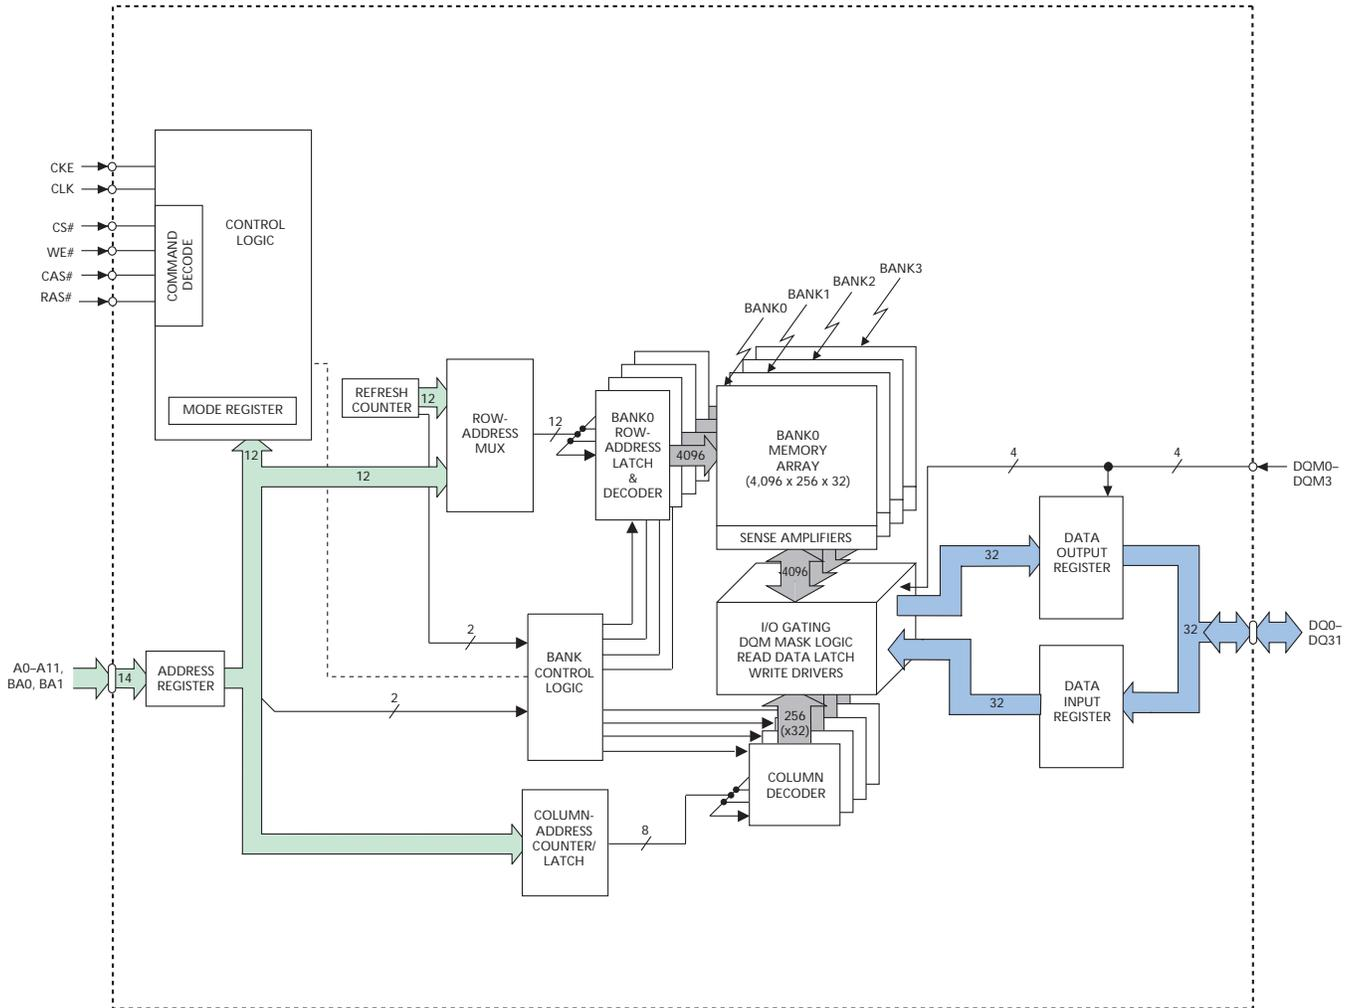 CKE
CLK
CS#
WE#
CAS#
RAS#
COMMAND
DECODE
CONTROL
LOGIC
MODE REGISTER
12
12
REFRESH
COUNTER
12
ROW-
ADDRESS
MUX
12
BANK0
ROW-
ADDRESS
LATCH
&
DECODER
4096
BANK0
BANK1
BANK2
BANK3
BANK0
MEMORY
ARRAY
(4,096 x 256 x 32)
SENSE AMPLIFIERS
4096
I/O GATING
DQM MASK LOGIC
READ DATA LATCH
WRITE DRIVERS
4
4
DQM0–
DQM3
32
DATA
OUTPUT
REGISTER
32
DQ0–
DQ31
32
DATA
INPUT
REGISTER
A0–A11,
BA0, BA1
14
ADDRESS
REGISTER
2
2
BANK
CONTROL
LOGIC
256
(x32)
COLUMN
DECODER
COLUMN-
ADDRESS
COUNTER/
LATCH
8